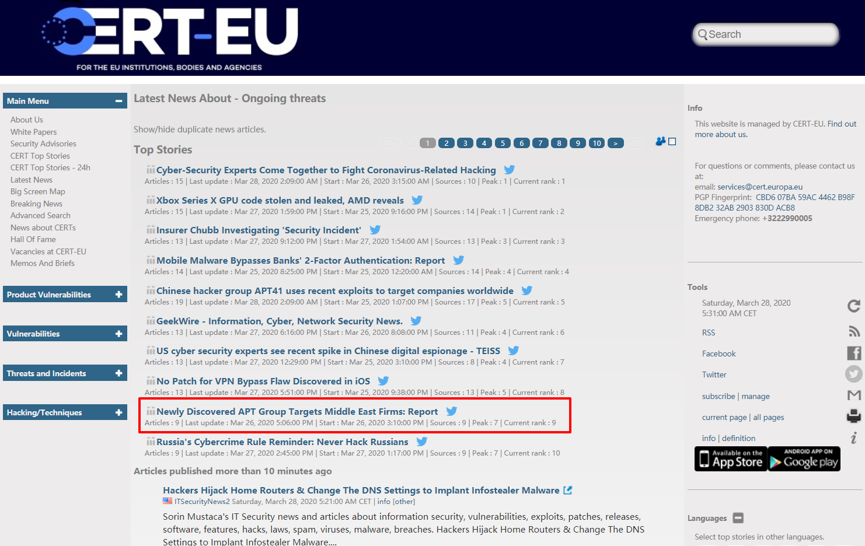 CERT-EU
FOR THE EU INSTITUTIONS, BODIES AND AGENCIES
Search
Main Menu
About Us
White Papers
Security Advisories
CERT Top Stories
CERT Top Stories - 24h
Latest News
Big Screen Map
Breaking News
Advanced Search
News about CERTs
Hall Of Fame
Vacancies at CERT-EU
Memos And Briefs
Product Vulnerabilities
Vulnerabilities
Threats and Incidents
Hacking/Techniques
Latest News About - Ongoing threats
Show/hide duplicate news articles.
1 2 3 4 5 6 7 8 9 10 >
Top Stories
Cyber-Security Experts Come Together to Fight Coronavirus-Related Hacking
Articles : 15 | Last update : Mar 28, 2020 2:09:00 AM | Start : Mar 26, 2020 3:15:00 AM | Sources : 10 | Peak : 1 | Current rank : 1
Xbox Series X GPU code stolen and leaked, AMD reveals
Articles : 15 | Last update : Mar 27, 2020 1:59:00 PM | Start : Mar 25, 2020 9:16:00 PM | Sources : 14 | Peak : 1 | Current rank : 2
Insurer Chubb Investigating 'Security Incident'
Articles : 13 | Last update : Mar 27, 2020 9:12:00 PM | Start : Mar 27, 2020 1:54:00 AM | Sources : 13 | Peak : 3 | Current rank : 3
Mobile Malware Bypasses Banks' 2-Factor Authentication: Report
Articles : 14 | Last update : Mar 25, 2020 8:25:00 PM | Start : Mar 25, 2020 12:20:00 AM | Sources : 14 | Peak : 4 | Current rank : 4
Chinese hacker group APT41 uses recent exploits to target companies worldwide
Articles : 19 | Last update : Mar 28, 2020 2:09:00 AM | Start : Mar 25, 2020 1:07:00 PM | Sources : 17 | Peak : 5 | Current rank : 5
GeekWire - Information, Cyber, Network Security News.
Articles : 13 | Last update : Mar 27, 2020 6:16:00 PM | Start : Mar 26, 2020 8:08:00 PM | Sources : 11 | Peak : 4 | Current rank : 6
US cyber security experts see recent spike in Chinese digital espionage - TEISS
Articles : 13 | Last update : Mar 27, 2020 12:29:00 PM | Start : Mar 25, 2020 3:10:00 PM | Sources : 8 | Peak : 4 | Current rank : 7
No Patch for VPN Bypass Flaw Discovered in iOS
Articles : 13 | Last update : Mar 27, 2020 5:51:00 PM | Start : Mar 25, 2020 9:38:00 PM | Sources : 13 | Peak : 5 | Current rank : 8
Newly Discovered APT Group Targets Middle East Firms: Report
Articles : 9 | Last update : Mar 26, 2020 5:06:00 PM | Start : Mar 26, 2020 3:10:00 PM | Sources : 9 | Peak : 7 | Current rank : 9
Russia's Cybercrime Rule Reminder: Never Hack Russians
Articles : 9 | Last update : Mar 27, 2020 2:45:00 PM | Start : Mar 27, 2020 1:17:00 PM | Sources : 9 | Peak : 7 | Current rank : 10
Articles published more than 10 minutes ago
Hackers Hijack Home Routers & Change The DNS Settings to Implant Infostealer Malware
ITSecurityNews2 Saturday, March 28, 2020 5:21:00 AM CET | info [other]
Sorin Mustaca's IT Security news and articles about information security, vulnerabilities, exploits, patches, releases,
software, features, hacks, laws, spam, viruses, malware, breaches. Hackers Hijack Home Routers & Change The DNS
Settings to Implant Infostealer Malware....
Info
This website is managed by CERT-EU. Find out
more about us.
For questions or comments, please contact us
at:
email: services@cert.europa.eu
PGP Fingerprint: CBD6 07BA 59AC 4462 B98F
8DB2 32AB 2903 830D ACB8
Emergency phone: +3222990005
Tools
Saturday, March 28, 2020
5:31:00 AM CET
RSS
Facebook
Twitter
subscribe | manage
current page | all pages
info | definition
Available on the
App Store
ANDROID APP ON
Google play
Languages
Select top stories in other languages.